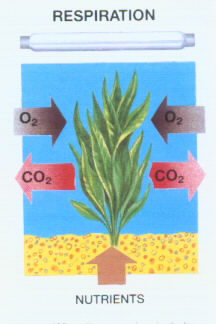 RESPIRATION
O₂ O₂
CO₂ CO₂
NUTRIENTS